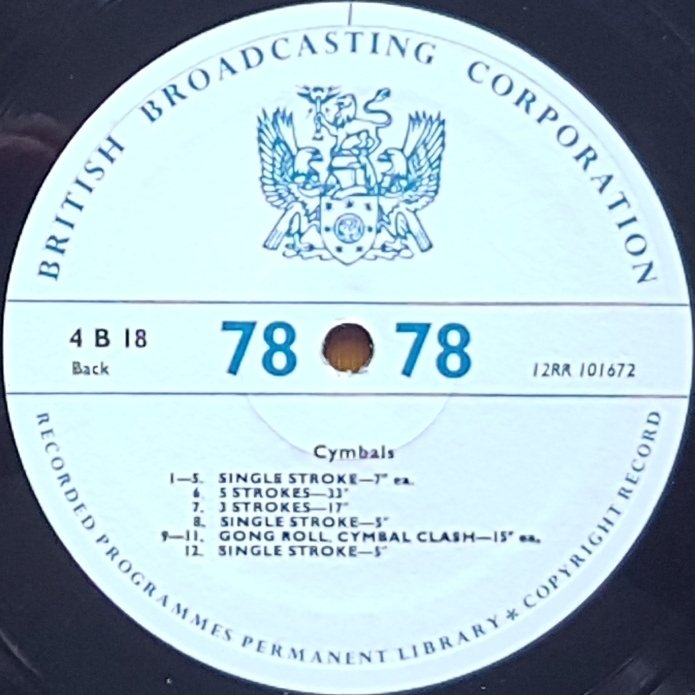 BRITISH BROADCASTING CORPORATION
4 B 18
Back
78 78
12RR 101672
Cymbals
1—5. SINGLE STROKE—7" ea.
6. 5 STROKES—33"
7. 3 STROKES—17"
8. SINGLE STROKE—5"
9—11. GONG ROLL, CYMBAL CLASH—15" ea.
12. SINGLE STROKE—5"
RECORDED PROGRAMMES PERMANENT LIBRARY * COPYRIGHT RECORD